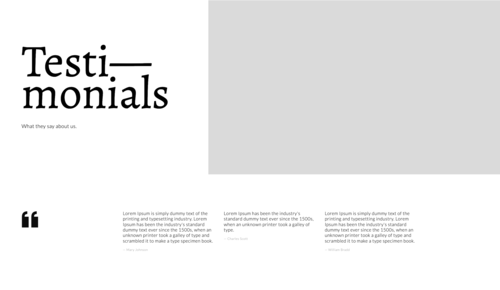 Testi—
monials
What they say about us.
“
Lorem Ipsum is simply dummy text of the
printing and typesetting industry. Lorem
Ipsum has been the industry's standard
dummy text ever since the 1500s, when an
unknown printer took a galley of type and
scrambled it to make a type specimen book.
Lorem Ipsum has been the industry's
standard dummy text ever since the 1500s,
when an unknown printer took a galley of
type.
Lorem Ipsum is simply dummy text of the
printing and typesetting industry. Lorem
Ipsum has been the industry's standard
dummy text ever since the 1500s, when an
unknown printer took a galley of type and
scrambled it to make a type specimen book.